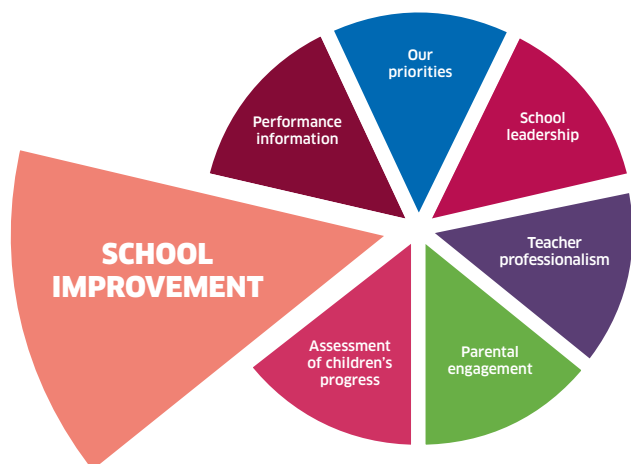 Our
priorities
School
leadership
Teacher
professionalism
Parental
engagement
Assessment
of children's
progress
SCHOOL
IMPROVEMENT
Performance
information